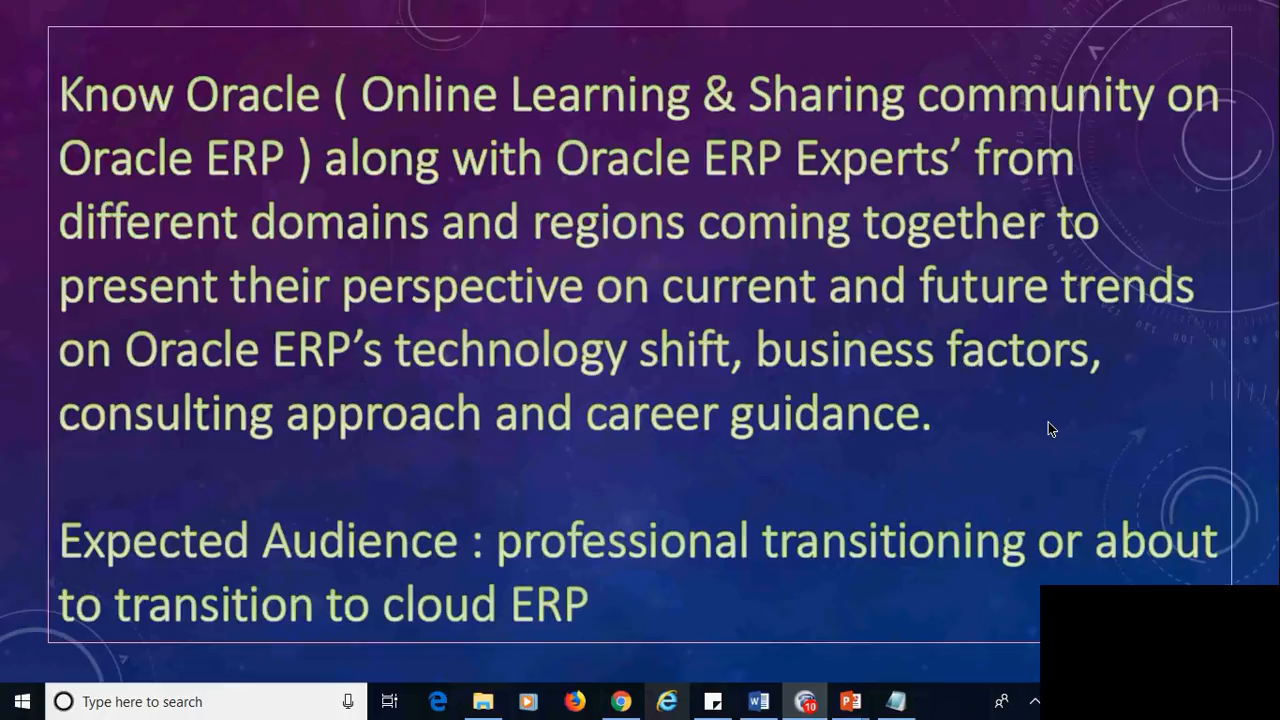 Know Oracle ( Online Learning & Sharing community on
Oracle ERP ) along with Oracle ERP Experts’ from
different domains and regions coming together to
present their perspective on current and future trends
on Oracle ERP’s technology shift, business factors,
consulting approach and career guidance.
Expected Audience : professional transitioning or about
to transition to cloud ERP
Type here to search
10